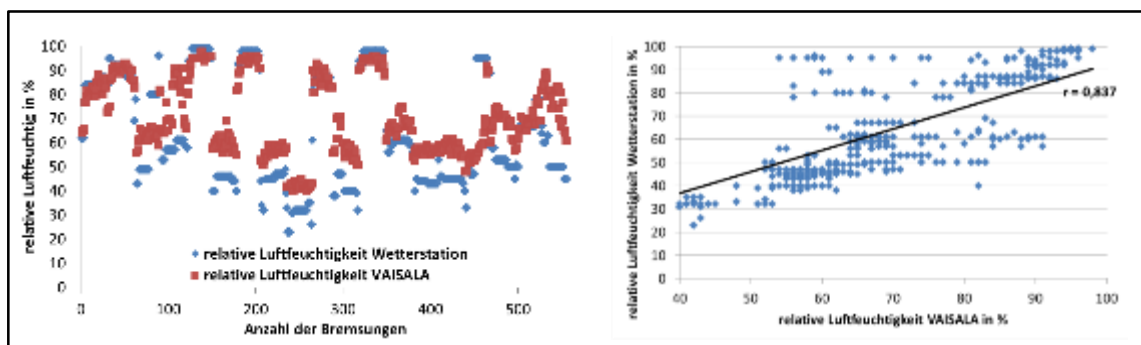 100
90
80
70
60
50
40
30
20
10
0
relative Luftfeuchtig in %
relative Luftfeuchtigkeit Wetterstation
relative Luftfeuchtigkeit VAISALA
0 100 200 300 400 500
Anzahl der Bremsungen
relative Luftfeuchtigkeit Wetterstation in %
100
90
80
70
60
50
40
30
20
10
0
r = 0,837
40 50 60 70 80 90 100
relative Luftfeuchtigkeit VAISALA in %